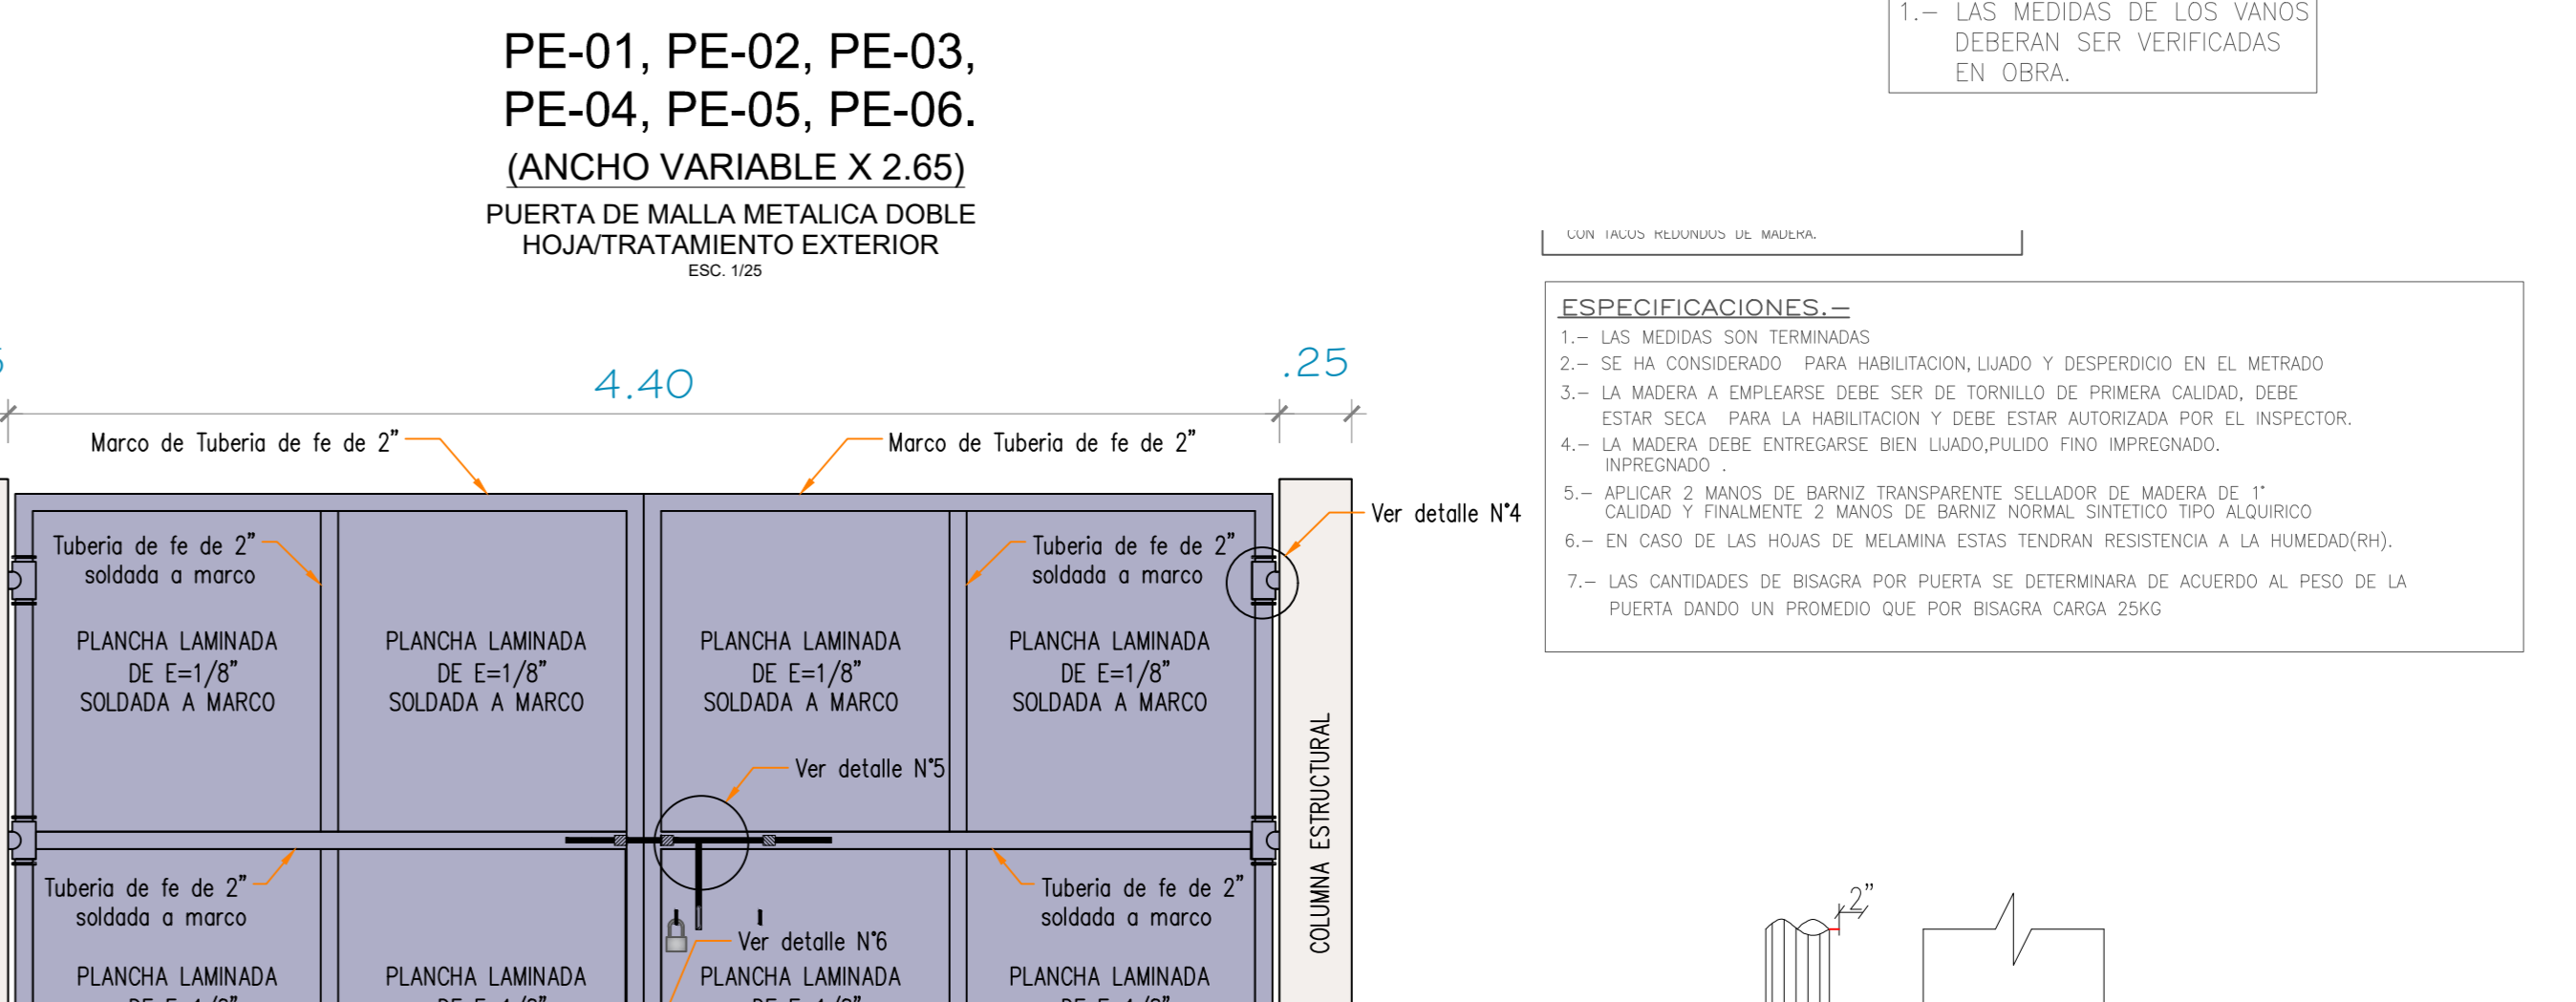 PE-01, PE-02, PE-03,
PE-04, PE-05, PE-06.
(ANCHO VARIABLE X 2.65)
PUERTA DE MALLA METALICA DOBLE
HOJA/TRATAMIENTO EXTERIOR
ESC. 1/25
1.- LAS MEDIDAS DE LOS VANOS
DEBERAN SER VERIFICADAS
EN OBRA.
CON TACOS REDONDOS DE MADERA.
ESPECIFICACIONES.-
1.- LAS MEDIDAS SON TERMINADAS
2.- SE HA CONSIDERADO PARA HABILITACION, LIJADO Y DESPERDICIO EN EL METRADO
3.- LA MADERA A EMPLEARSE DEBE SER DE TORNILLO DE PRIMERA CALIDAD, DEBE
ESTAR SECA PARA LA HABILITACION Y DEBE ESTAR AUTORIZADA POR EL INSPECTOR.
4.- LA MADERA DEBE ENTREGARSE BIEN LIJADO,PULIDO FINO IMPREGNADO.
INPREGNADO .
5.- APLICAR 2 MANOS DE BARNIZ TRANSPARENTE SELLADOR DE MADERA DE 1°
CALIDAD Y FINALMENTE 2 MANOS DE BARNIZ NORMAL SINTETICO TIPO ALQUIRICO
6.- EN CASO DE LAS HOJAS DE MELAMINA ESTAS TENDRAN RESISTENCIA A LA HUMEDAD(RH).
7.- LAS CANTIDADES DE BISAGRA POR PUERTA SE DETERMINARA DE ACUERDO AL PESO DE LA
PUERTA DANDO UN PROMEDIO QUE POR BISAGRA CARGA 25KG
4.40
.25
Marco de Tuberia de fe de 2”
Marco de Tuberia de fe de 2”
Ver detalle N°4
Tuberia de fe de 2”
soldada a marco
Tuberia de fe de 2”
soldada a marco
PLANCHA LAMINADA
DE E=1/8”
SOLDADA A MARCO
PLANCHA LAMINADA
DE E=1/8”
SOLDADA A MARCO
PLANCHA LAMINADA
DE E=1/8”
SOLDADA A MARCO
PLANCHA LAMINADA
DE E=1/8”
SOLDADA A MARCO
COLUMNA ESTRUCTURAL
Ver detalle N°5
Tuberia de fe de 2”
soldada a marco
Tuberia de fe de 2”
soldada a marco
Ver detalle N°6
PLANCHA LAMINADA
DE E=1/8”
PLANCHA LAMINADA
DE E=1/8”
PLANCHA LAMINADA
DE E=1/8”
PLANCHA LAMINADA
DE E=1/8”
2”